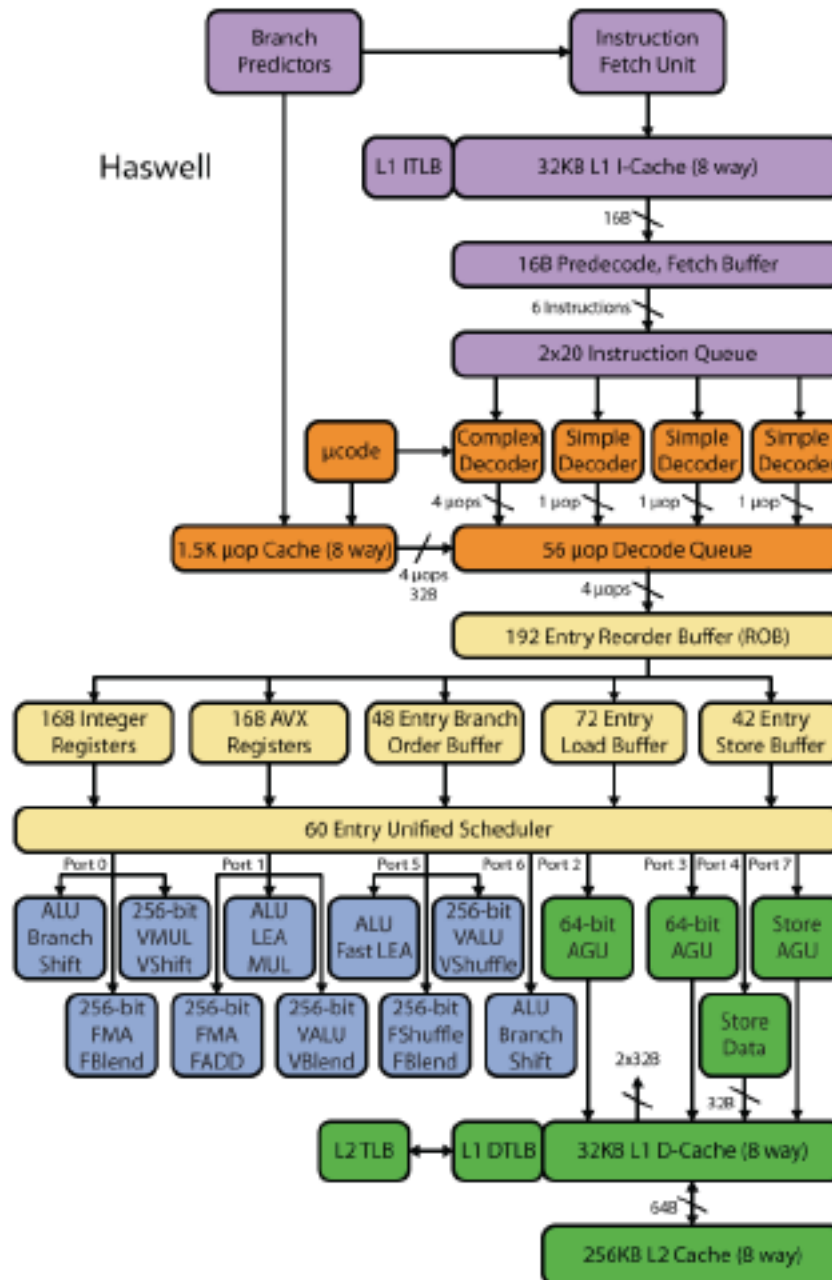 Branch
Predictors
Instruction
Fetch Unit
Haswell
L1 ITLB
32KB L1 I-Cache (8 way)
16B
16B Predecode, Fetch Buffer
6 Instructions
2x20 Instruction Queue
µcode
Complex
Decoder
Simple
Decoder
Simple
Decoder
Simple
Decoder
4 µops
1 µop
1 µop
1 µop
1.5K µop Cache (8 way)
4 µops
32B
56 µop Decode Queue
4 µops
192 Entry Reorder Buffer (ROB)
168 Integer
Registers
168 AVX
Registers
48 Entry Branch
Order Buffer
72 Entry
Load Buffer
42 Entry
Store Buffer
60 Entry Unified Scheduler
Port 0
Port 1
Port 5
Port 6
Port 2
Port 3
Port 4
Port 7
ALU
Branch
Shift
256-bit
VMUL
VShift
ALU
LEA
MUL
ALU
Fast LEA
256-bit
VALU
VShuffle
64-bit
AGU
64-bit
AGU
Store
AGU
256-bit
FMA
FBlend
256-bit
FMA
FADD
256-bit
VALU
VBlend
256-bit
FShuffle
FBlend
ALU
Branch
Shift
Store
Data
2x32B
32B
L2 TLB
L1 DTLB
32KB L1 D-Cache (8 way)
64B
256KB L2 Cache (8 way)